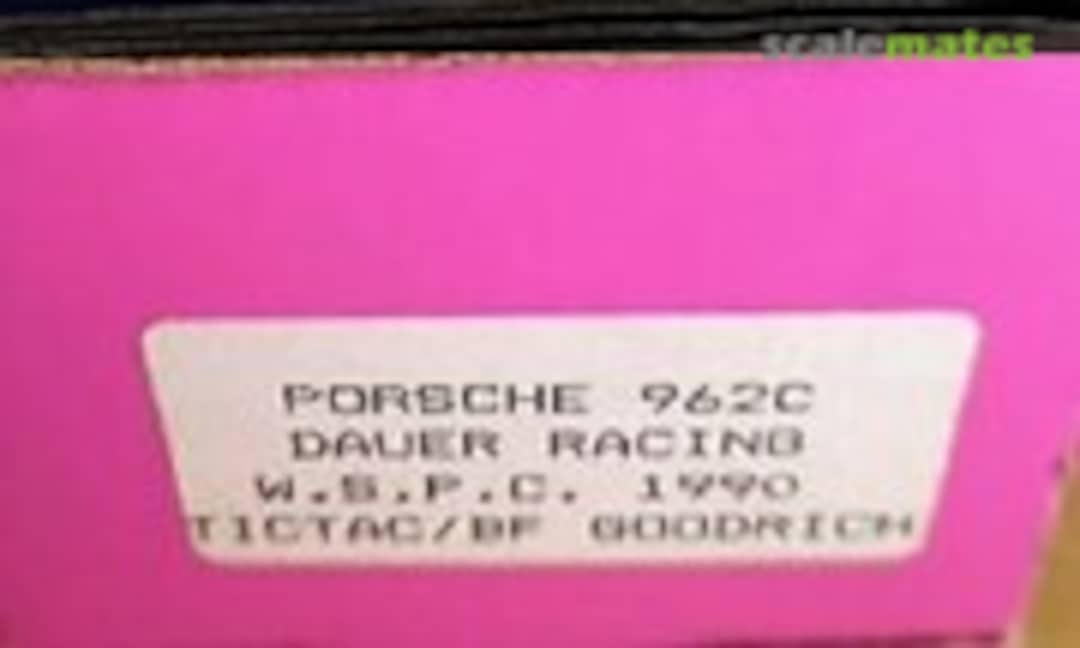 scalemates
PORSCHE 962C
DAUER RACING
W.S.P.C. 1990
TICTAC/BF GOODRICH